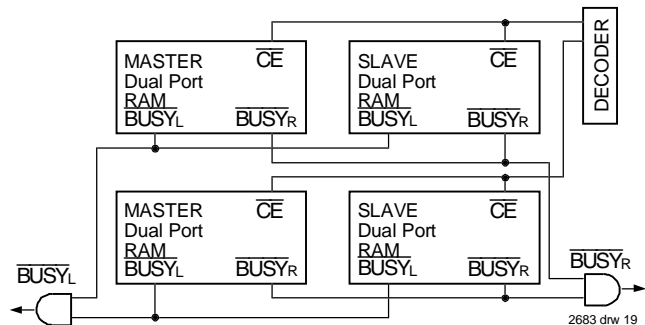 MASTER
Dual Port
RAM
CE
BUSYL
BUSYR
SLAVE
Dual Port
RAM
CE
BUSYL
BUSYR
DECODER
MASTER
Dual Port
RAM
CE
BUSYL
BUSYR
SLAVE
Dual Port
RAM
CE
BUSYL
BUSYR
BUSYL
BUSYR
2683 drw 19